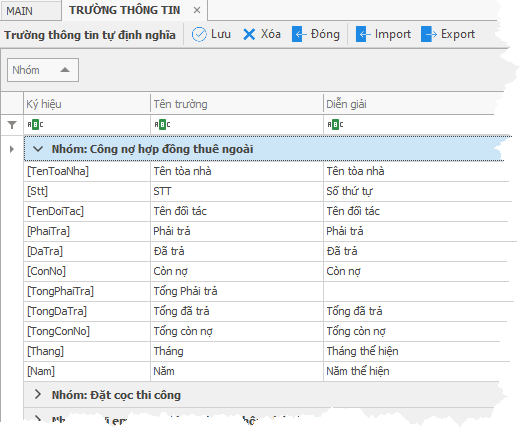 MAIN TRƯỜNG THÔNG TIN ×
Trường thông tin tự định nghĩa Lưu Xóa Đóng Import Export
Nhóm
Ký hiệu Tên trường Diễn giải
ABC ABC ABC
Nhóm: Công nợ hợp đồng thuê ngoài
[TenToaNha] Tên tòa nhà Tên tòa nhà
[Stt] STT Số thứ tự
[TenDoiTac] Tên đối tác Tên đối tác
[PhaiTra] Phải trả Phải trả
[DaTra] Đã trả Đã trả
[ConNo] Còn nợ Còn nợ
[TongPhaiTra] Tổng Phải trả
[TongDaTra] Tổng đã trả Tổng đã trả
[TongConNo] Tổng còn nợ Tổng còn nợ
[Thang] Tháng Tháng thể hiện
[Nam] Năm Năm thể hiện
Nhóm: Đặt cọc thi công